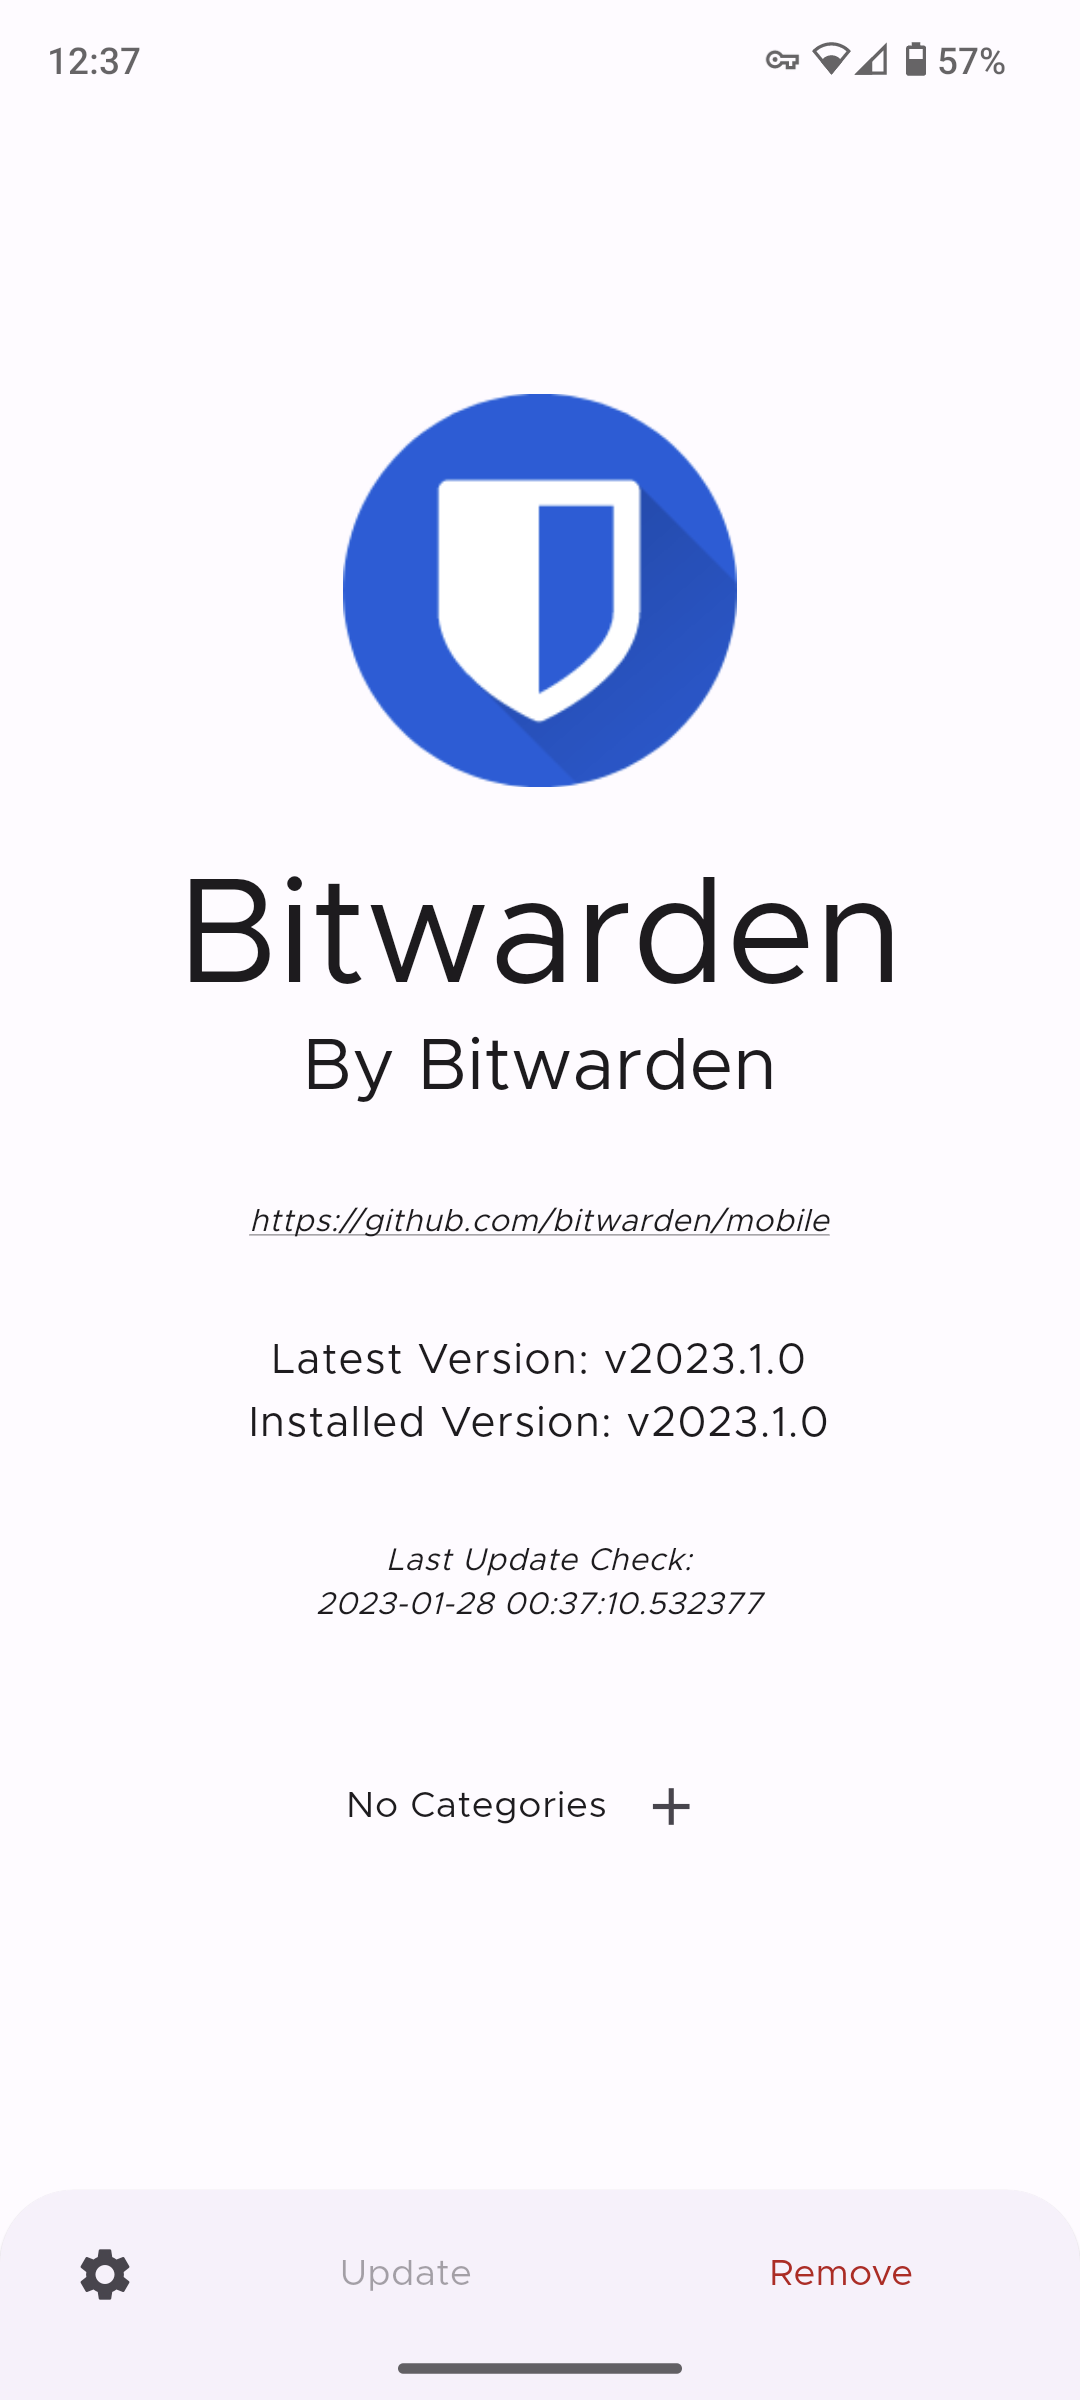 12:37 57%
Bitwarden
By Bitwarden
https://github.com/bitwarden/mobile
Latest Version: v2023.1.0
Installed Version: v2023.1.0
Last Update Check:
2023-01-28 00:37:10.532377
No Categories
Update Remove